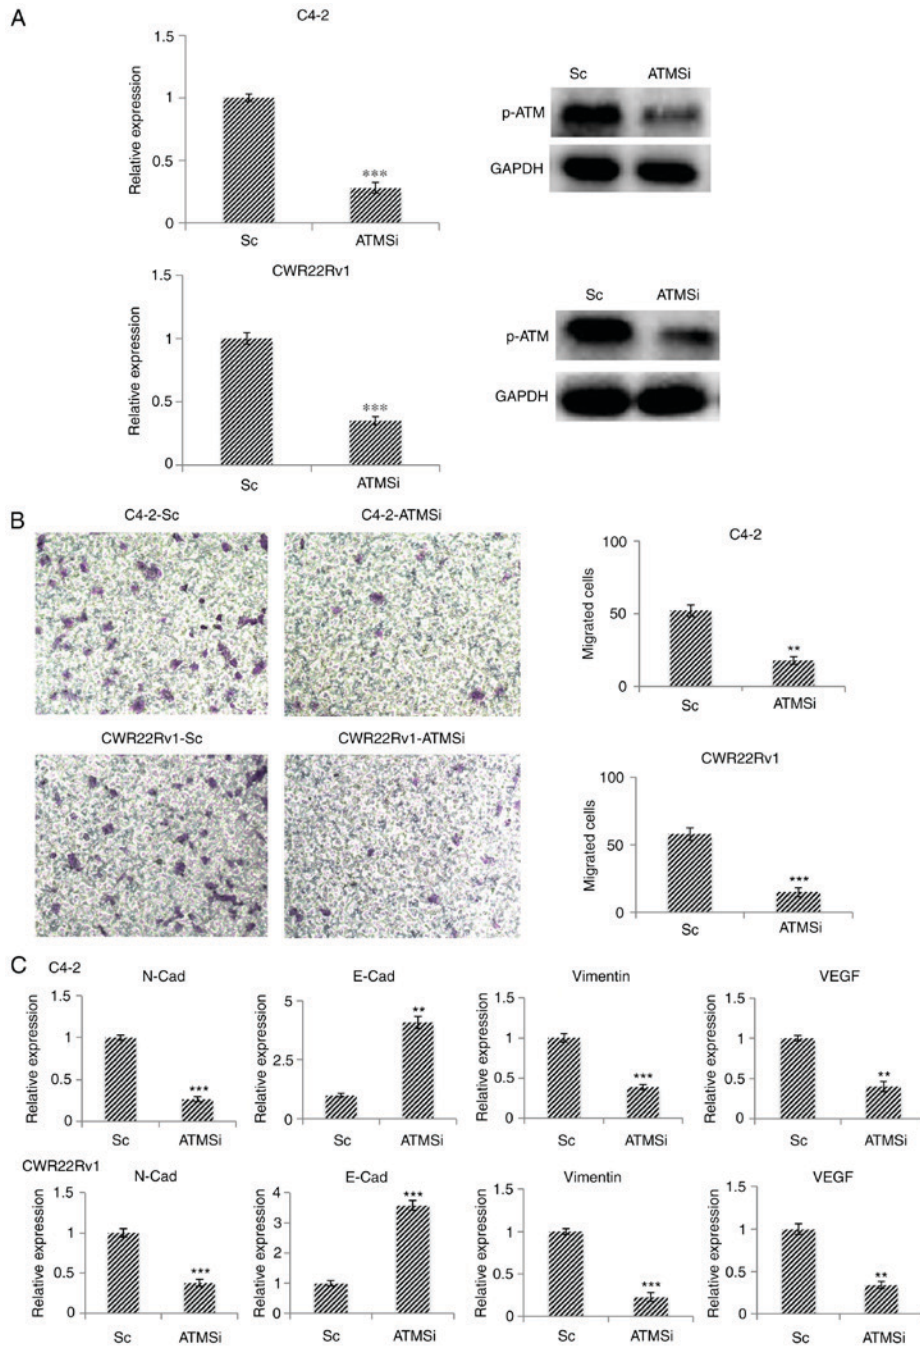 A
C4-2
Relative expression
1.5
1
0.5
0
***
Sc
ATMSi
Sc
ATMSi
p-ATM
GAPDH
CWR22Rv1
Relative expression
1.5
1
0.5
0
***
Sc
ATMSi
Sc
ATMSi
p-ATM
GAPDH
B
C4-2-Sc
C4-2-ATMSi
C4-2
Migrated cells
100
50
0
**
Sc
ATMSi
CWR22Rv1-Sc
CWR22Rv1-ATMSi
CWR22Rv1
Migrated cells
100
50
0
***
Sc
ATMSi
C
C4-2
N-Cad
Relative expression
1.5
1
0.5
0
***
Sc
ATMSi
E-Cad
Relative expression
5
2.5
0
**
Sc
ATMSi
Vimentin
Relative expression
1.5
1
0.5
0
***
Sc
ATMSi
VEGF
Relative expression
1.5
1
0.5
0
**
Sc
ATMSi
CWR22Rv1
N-Cad
Relative expression
1.5
1
0.5
0
***
Sc
ATMSi
E-Cad
Relative expression
4
3
2
1
0
***
Sc
ATMSi
Vimentin
Relative expression
1.5
1
0.5
0
***
Sc
ATMSi
VEGF
Relative expression
1.5
1
0.5
0
**
Sc
ATMSi